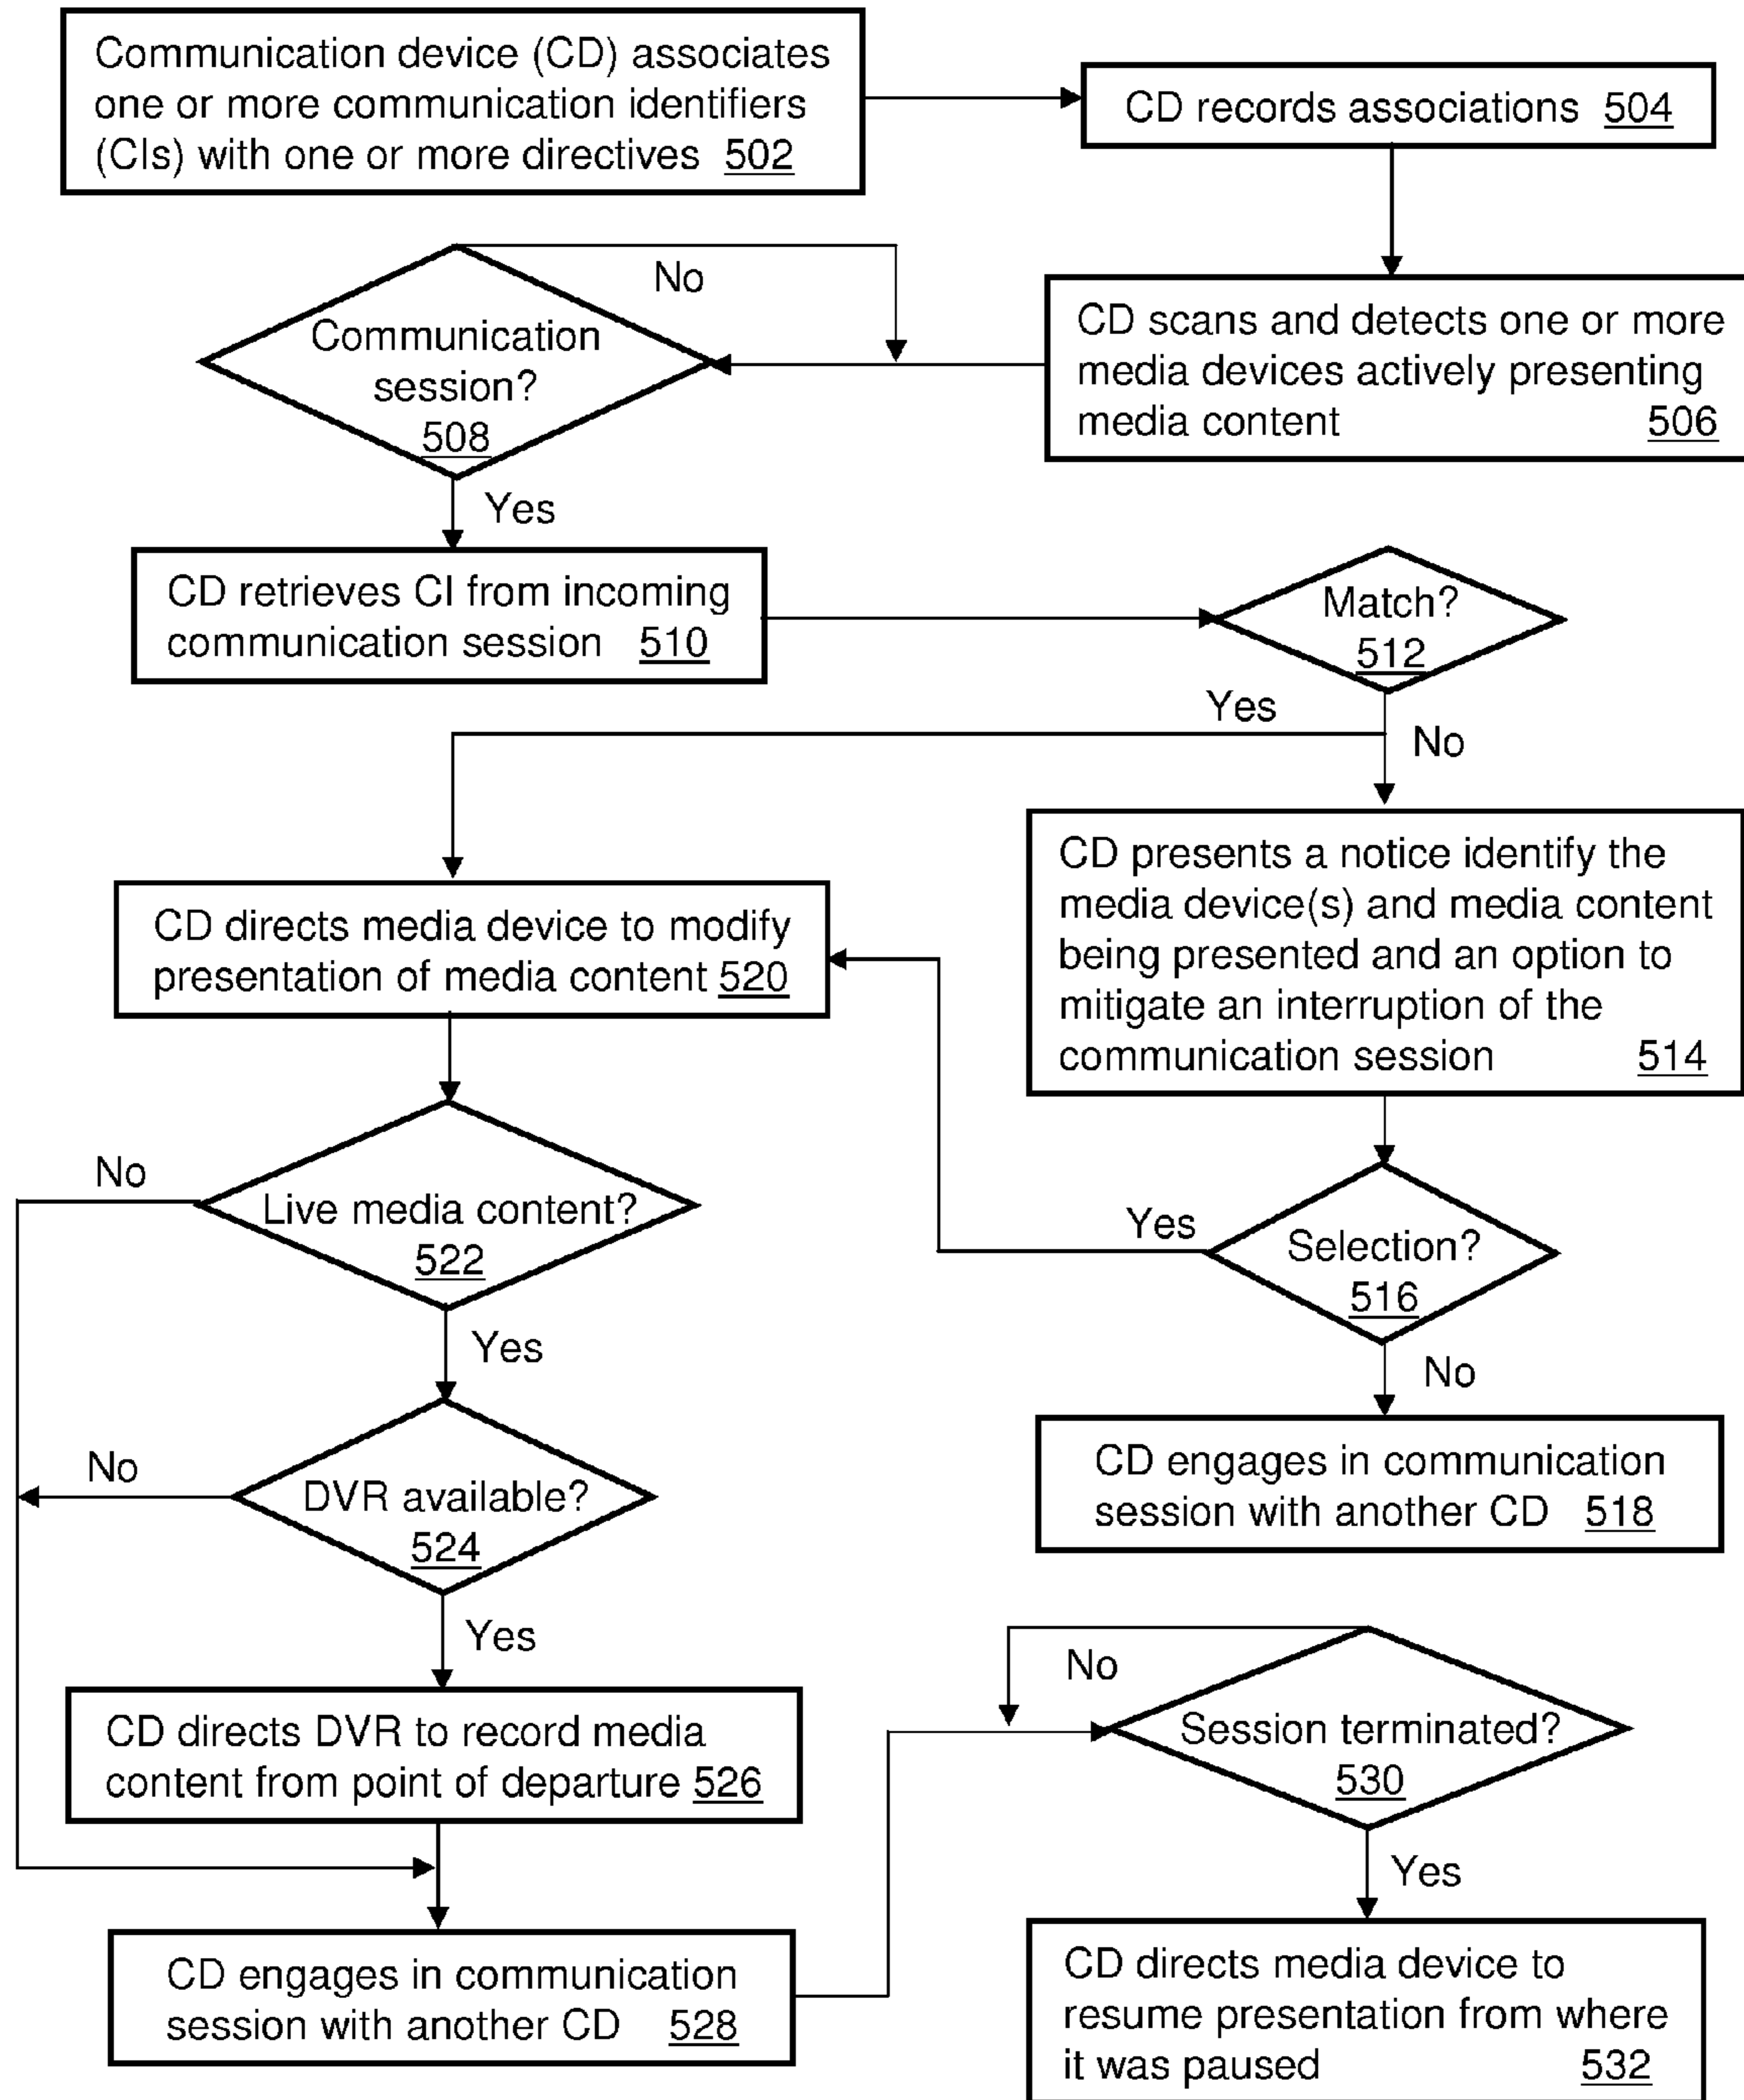 Communication device (CD) associates
one or more communication identifiers
(CIs) with one or more directives 502
CD records associations 504
No
Communication
session?
508
CD scans and detects one or more
media devices actively presenting
media content 506
Yes
CD retrieves CI from incoming
communication session 510
Match?
512
Yes
No
CD presents a notice identify the
media device(s) and media content
being presented and an option to
mitigate an interruption of the
communication session 514
CD directs media device to modify
presentation of media content 520
No
Live media content?
522
Yes
Selection?
516
Yes
No
No
DVR available?
524
CD engages in communication
session with another CD 518
Yes
CD directs DVR to record media
content from point of departure 526
No
Session terminated?
530
Yes
CD engages in communication
session with another CD 528
CD directs media device to
resume presentation from where
it was paused 532